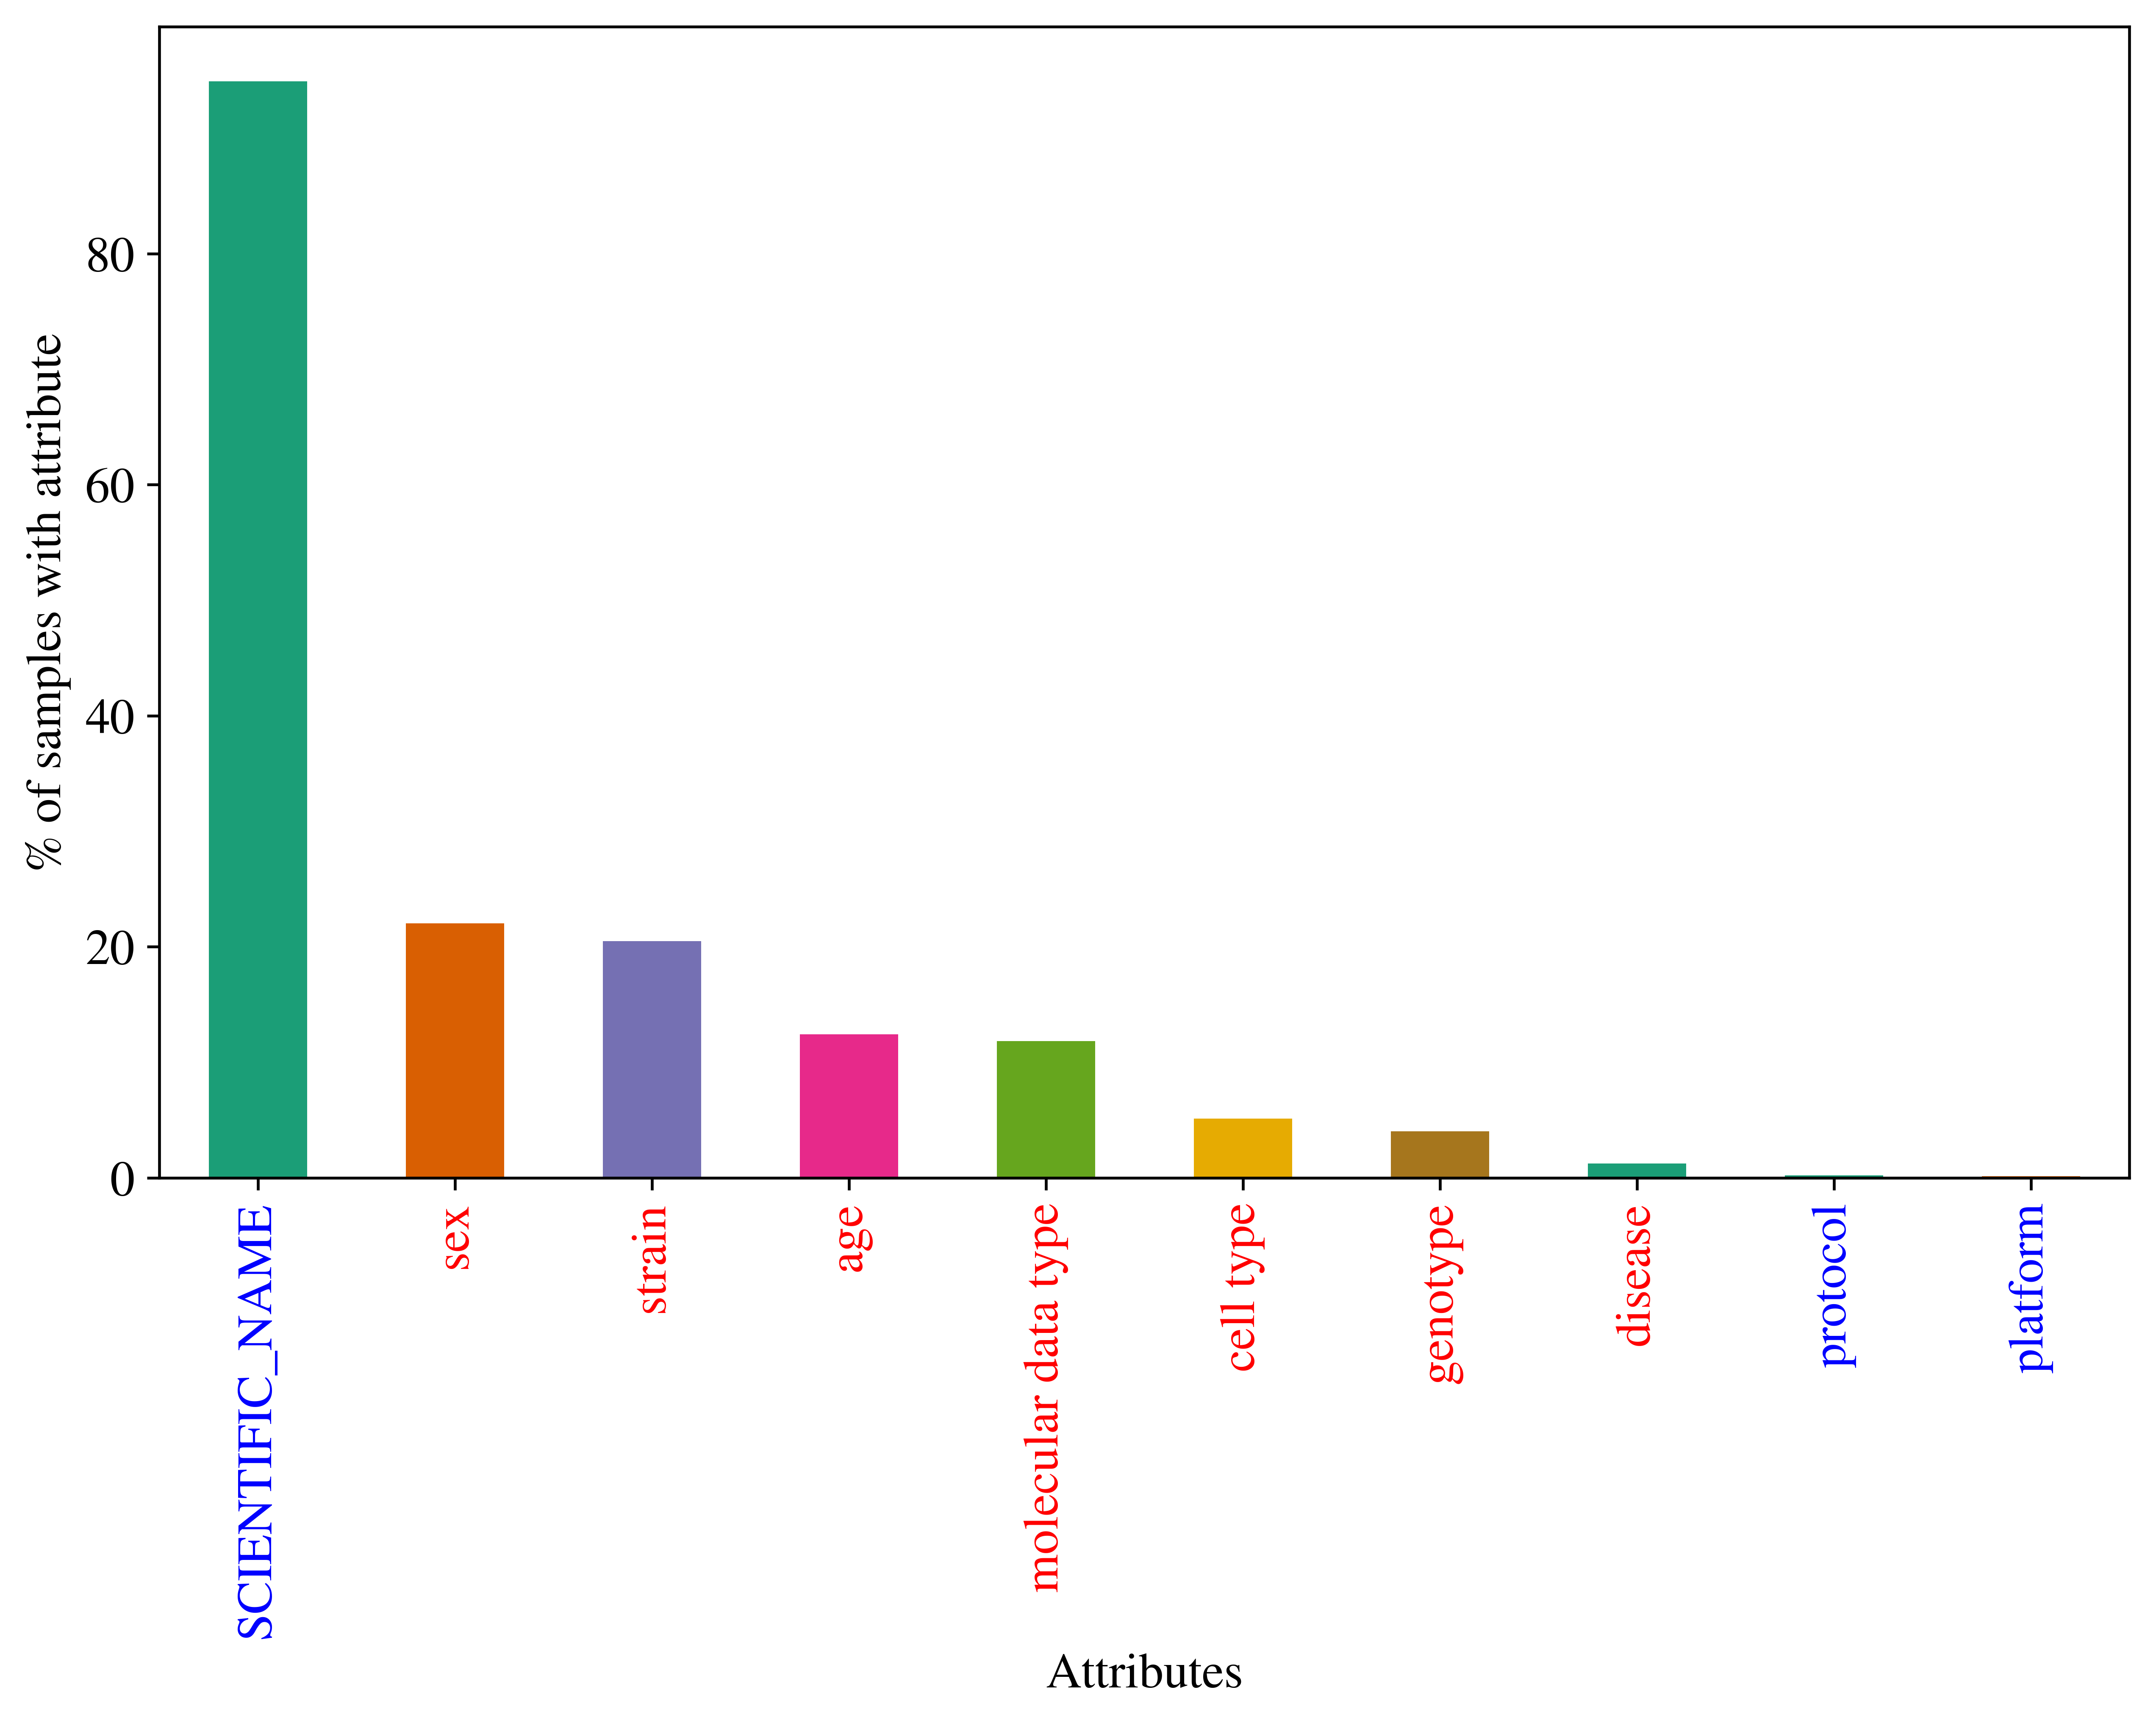 % of samples with attribute
80
60
40
20
0
SCIENTIFIC_NAME
sex
strain
age
molecular data type
cell type
genotype
disease
protocol
platform
Attributes